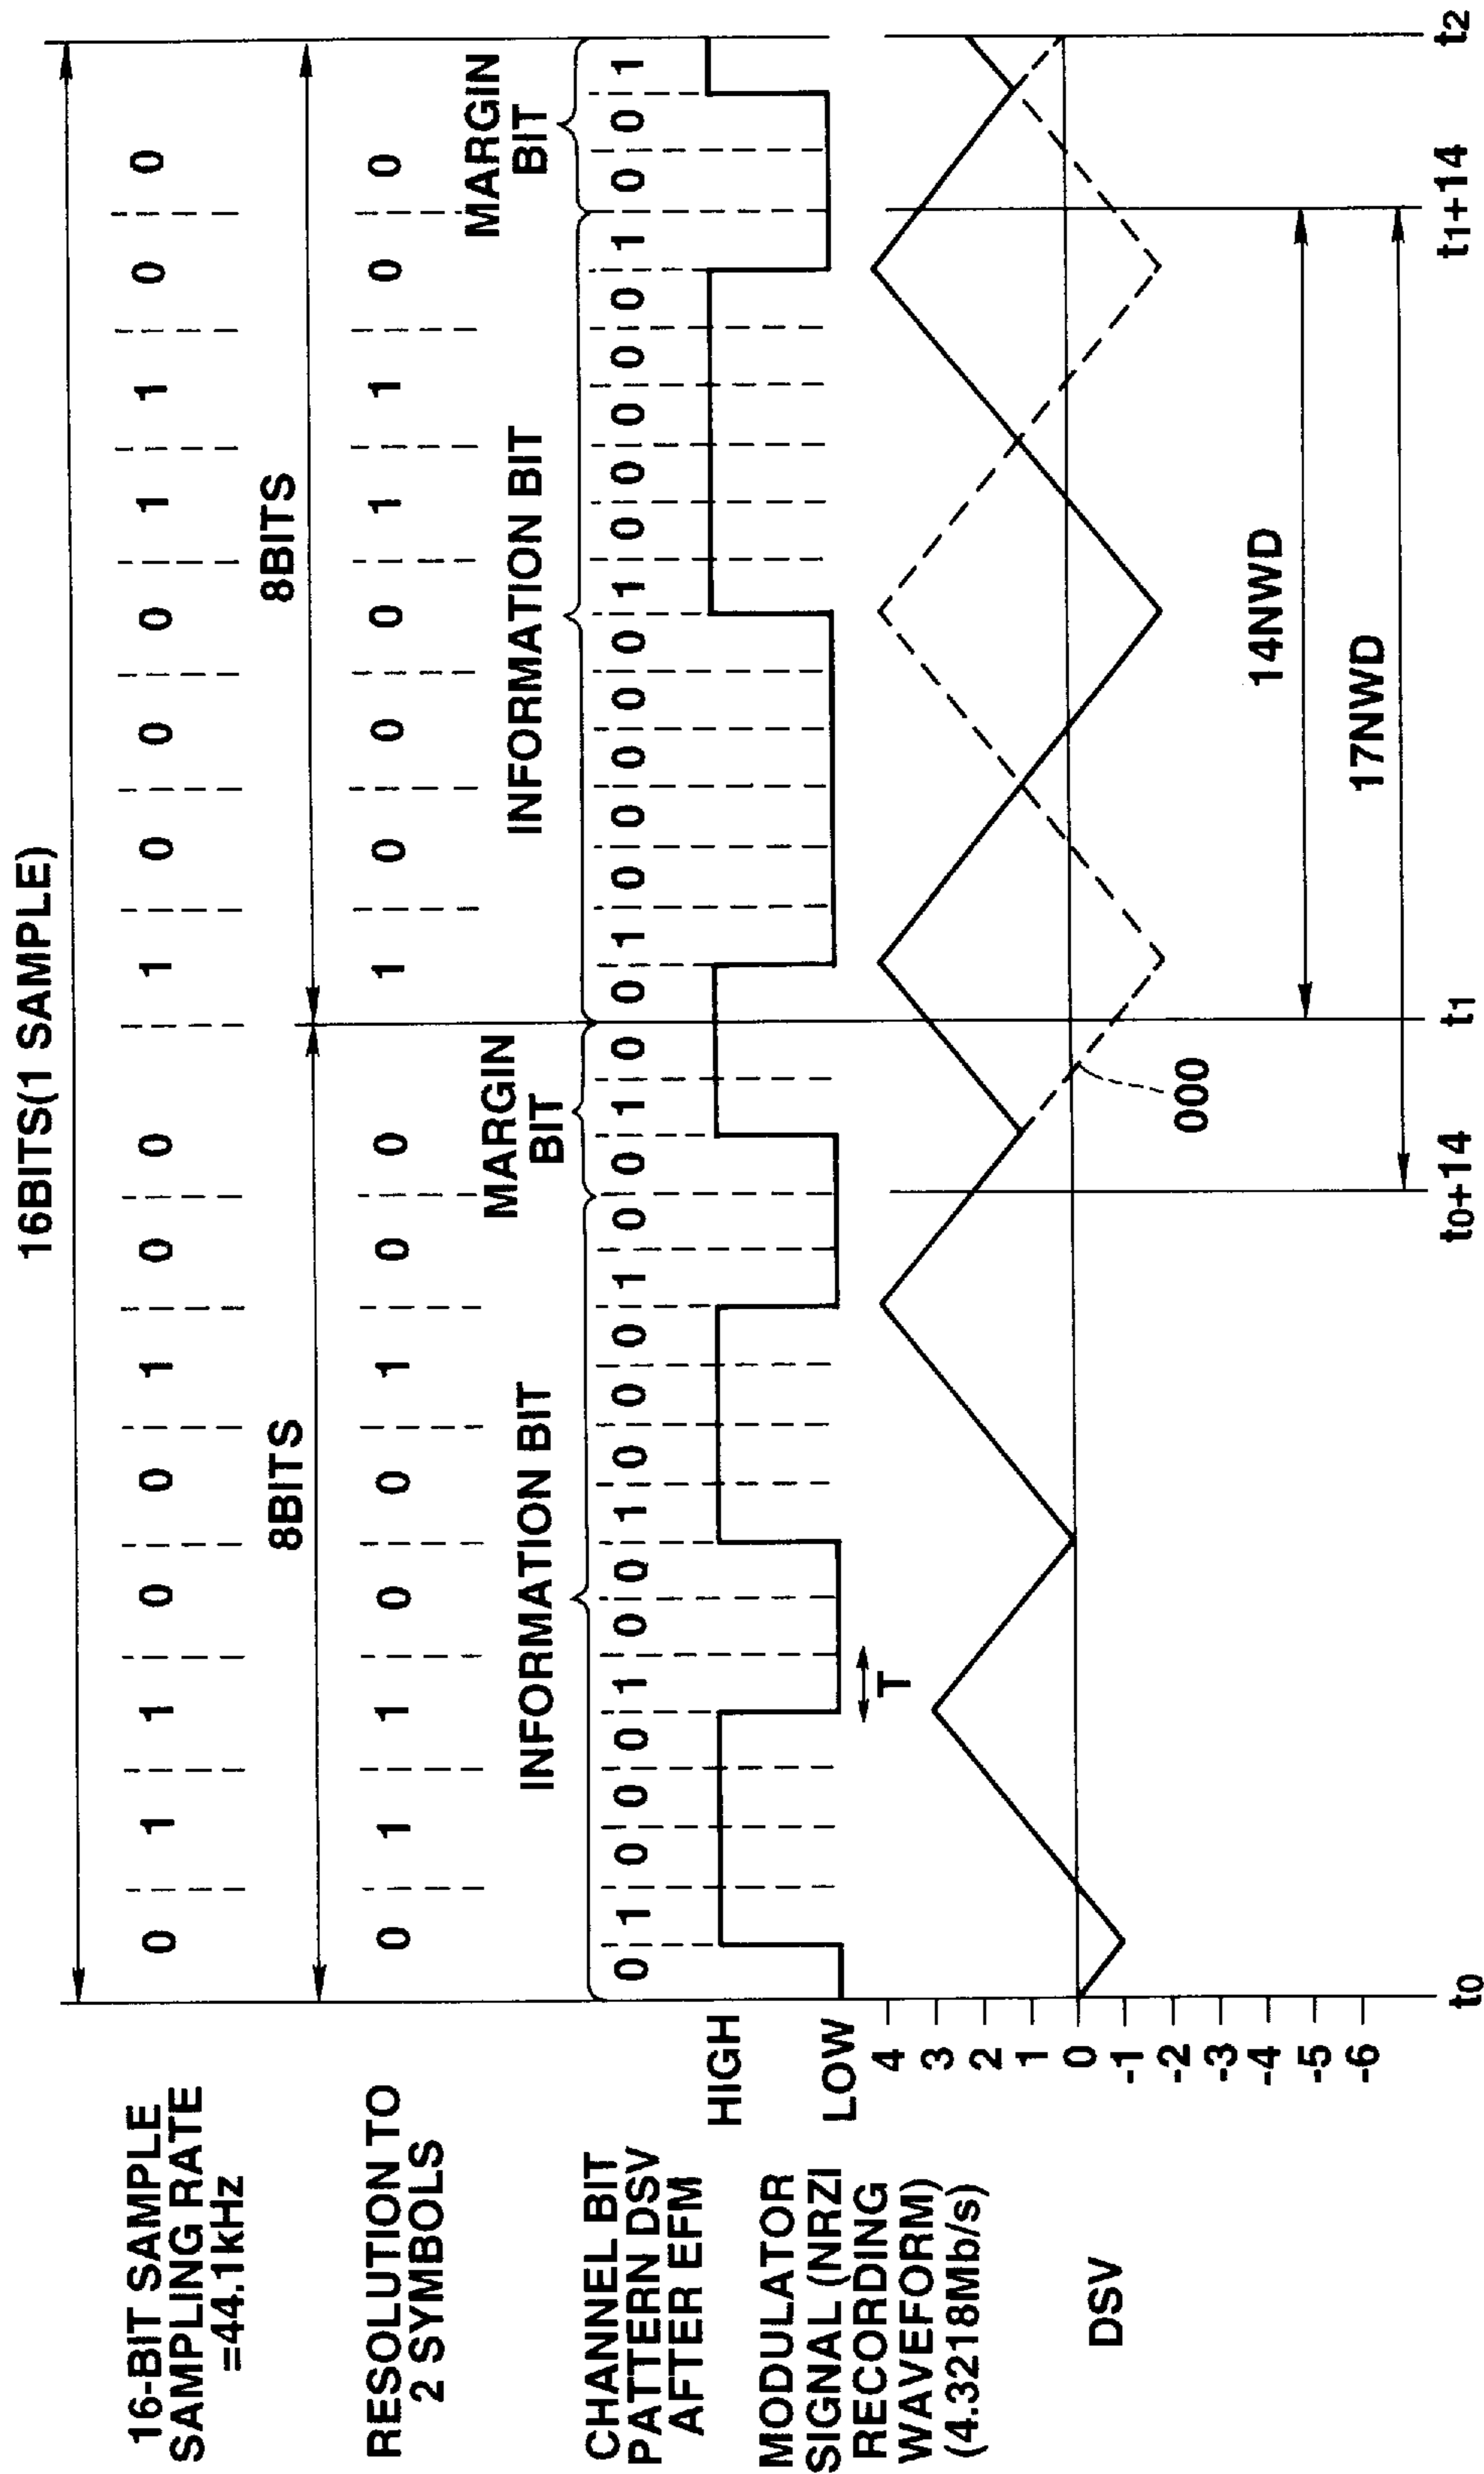 16BITS(1 SAMPLE)
16-BIT SAMPLE
SAMPLING RATE
=44.1kHz
0 1 1 0 0 1 0 0 1 0 0 0 1 1 0 0
8BITS 8BITS
RESOLUTION TO
2 SYMBOLS
0 1 1 0 0 1 0 0 1 0 0 0 1 1 0 0
INFORMATION BIT
MARGIN
BIT
INFORMATION BIT
MARGIN
BIT
CHANNEL BIT
PATTERN DSV
AFTER EFM
0 1 0 0 0 1 0 0 1 0 0 0 1 0 0 1 0 0 1 0 0 0 0 0 1 0 0 0 0 0 1 0 0 1
MODULATOR
SIGNAL (NRZI
RECORDING
WAVEFORM)
(4.3218Mb/s)
HIGH
LOW
T
DSV
4
3
2
1
0
-1
-2
-3
-4
-5
-6
000
14NWD
17NWD
t0 t0+14 t1 t1+14 t2